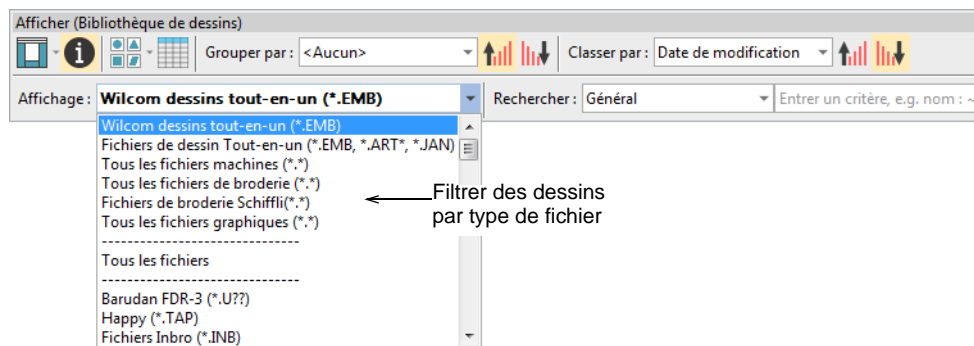 Afficher (Bibliothèque de dessins)
Grouper par : <Aucun> Classer par : Date de modification
Affichage : Wilcom dessins tout-en-un (*.EMB) Rechercher : Général Entrer un critère, e.g. nom : ~
Wilcom dessins tout-en-un (*.EMB)
Fichiers de dessin Tout-en-un (*.EMB, *.ART*, *.JAN)
Tous les fichiers machines (*.*)
Tous les fichiers de broderie (*.*)
Fichiers de broderie Schiffli(*.*)
Tous les fichiers graphiques (*.*)
------------------------------
Tous les fichiers
------------------------------
Barudan FDR-3 (*.U??)
Happy (*.TAP)
Fichiers Inbro (*.INB)
Filtrer des dessins
par type de fichier